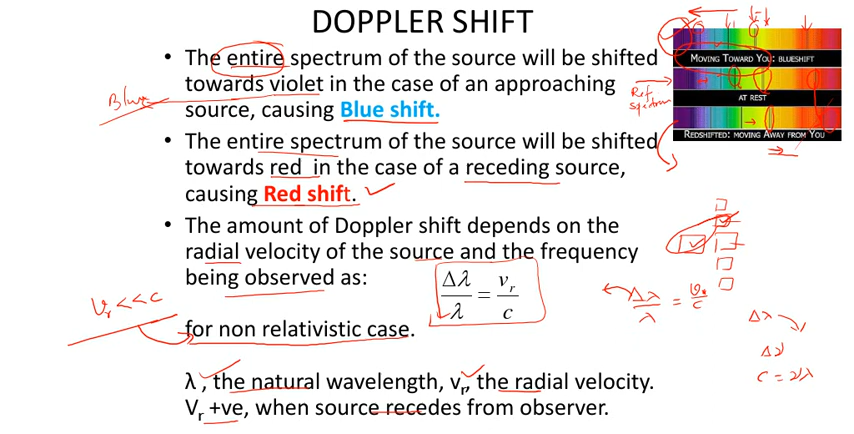 DOPPLER SHIFT
• The entire spectrum of the source will be shifted
towards violet in the case of an approaching
source, causing Blue shift.
• The entire spectrum of the source will be shifted
towards red in the case of a receding source,
causing Red shift.
• The amount of Doppler shift depends on the
radial velocity of the source and the frequency
being observed as:
Δλ/λ = vr/c
for non relativistic case.
λ, the natural wavelength, vr, the radial velocity.
Vr +ve, when source recedes from observer.
Blue
vr << c
MOVING TOWARD YOU: BLUESHIFT
AT REST
REDSHIFTED: MOVING AWAY FROM YOU
Ref
Spectrum
Δλ/λ = vr/c
Δλ
Δν
c = νλ